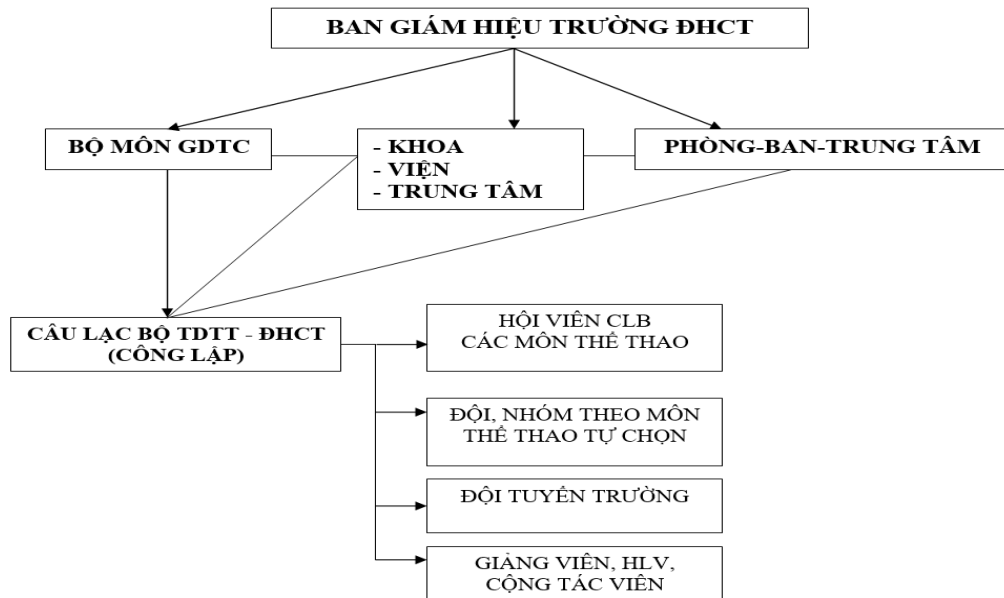 BAN GIÁM HIỆU TRƯỜNG ĐHCT
BỘ MÔN GDTC
- KHOA
- VIỆN
- TRUNG TÂM
PHÒNG-BAN-TRUNG TÂM
CÂU LẠC BỘ TDTT - ĐHCT
(CÔNG LẬP)
HỘI VIÊN CLB
CÁC MÔN THỂ THAO
ĐỘI, NHÓM THEO MÔN
THỂ THAO TỰ CHỌN
ĐỘI TUYỂN TRƯỜNG
GIẢNG VIÊN, HLV,
CỘNG TÁC VIÊN